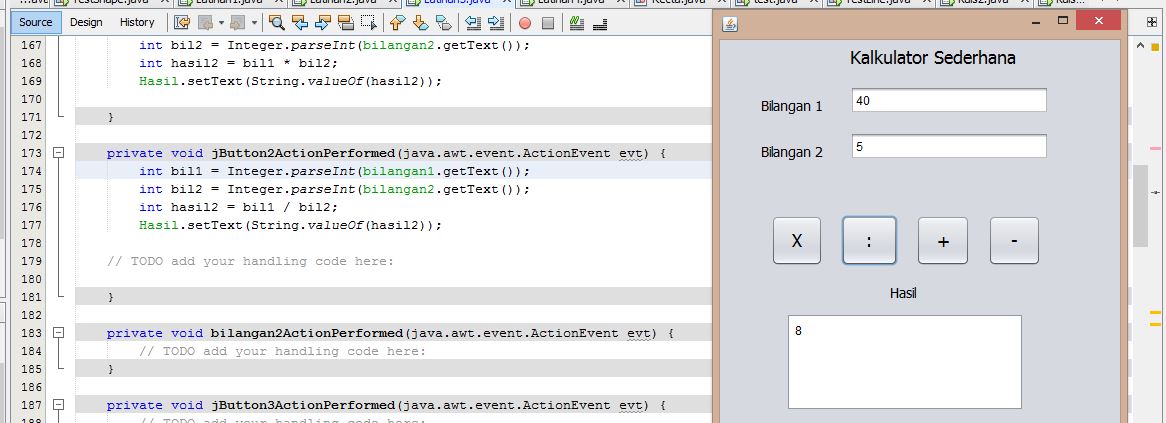 TestShape.java
Latihan1.java
Latihan2.java
Latihan3.java
Latihan4.java
test.java
TestLine.java
Kuis2.java
Source Design History
167 int bil2 = Integer.parseInt(bilangan2.getText());
168 int hasil2 = bil1 * bil2;
169 Hasil.setText(String.valueOf(hasil2));
170
171 }
172
173 private void jButton2ActionPerformed(java.awt.event.ActionEvent evt) {
174 int bil1 = Integer.parseInt(bilangan1.getText());
175 int bil2 = Integer.parseInt(bilangan2.getText());
176 int hasil2 = bil1 / bil2;
177 Hasil.setText(String.valueOf(hasil2));
178
179 // TODO add your handling code here:
180
181 }
182
183 private void bilangan2ActionPerformed(java.awt.event.ActionEvent evt) {
184 // TODO add your handling code here:
185 }
186
187 private void jButton3ActionPerformed(java.awt.event.ActionEvent evt) {
188 // TODO add your handling code here:
Kalkulator Sederhana
Bilangan 1 40
Bilangan 2 5
X : + -
Hasil
8